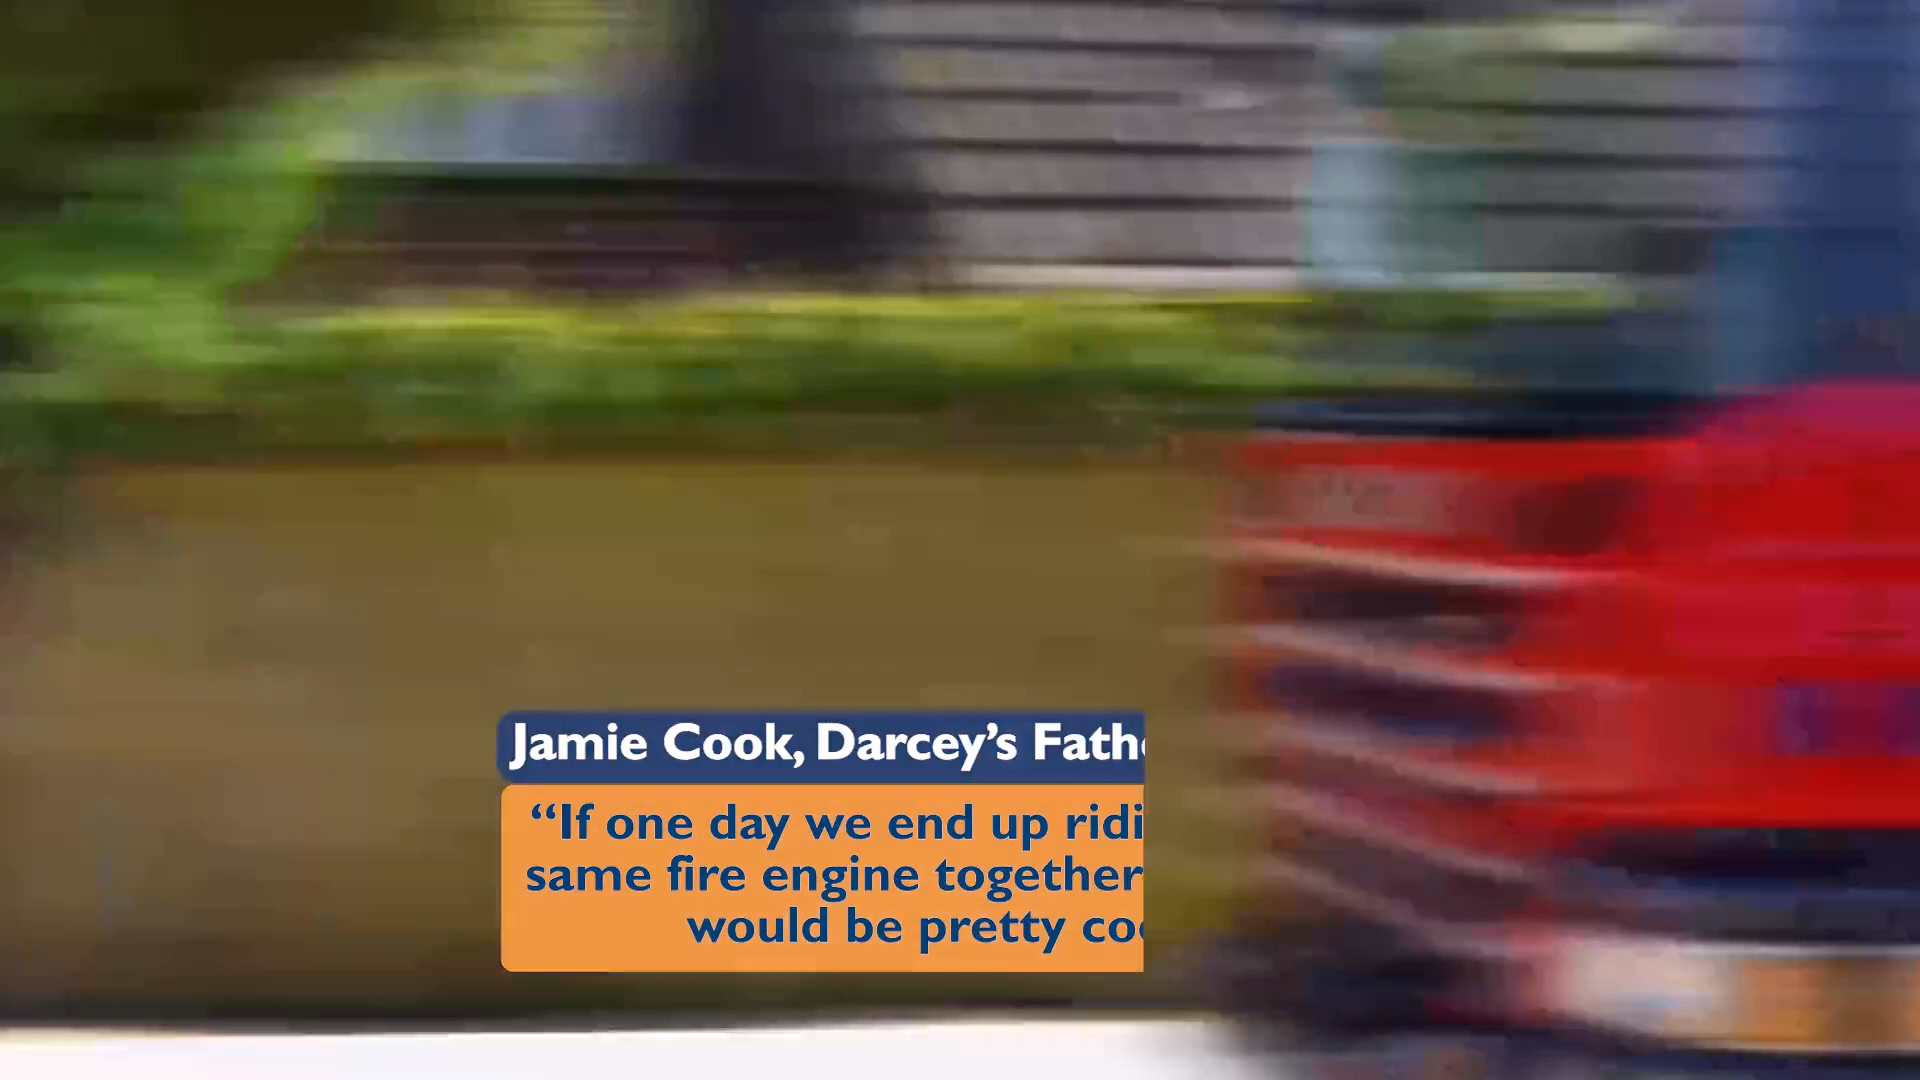 Jamie Cook, Darcey’s Fath
“If one day we end up ridi
same fire engine together
would be pretty co